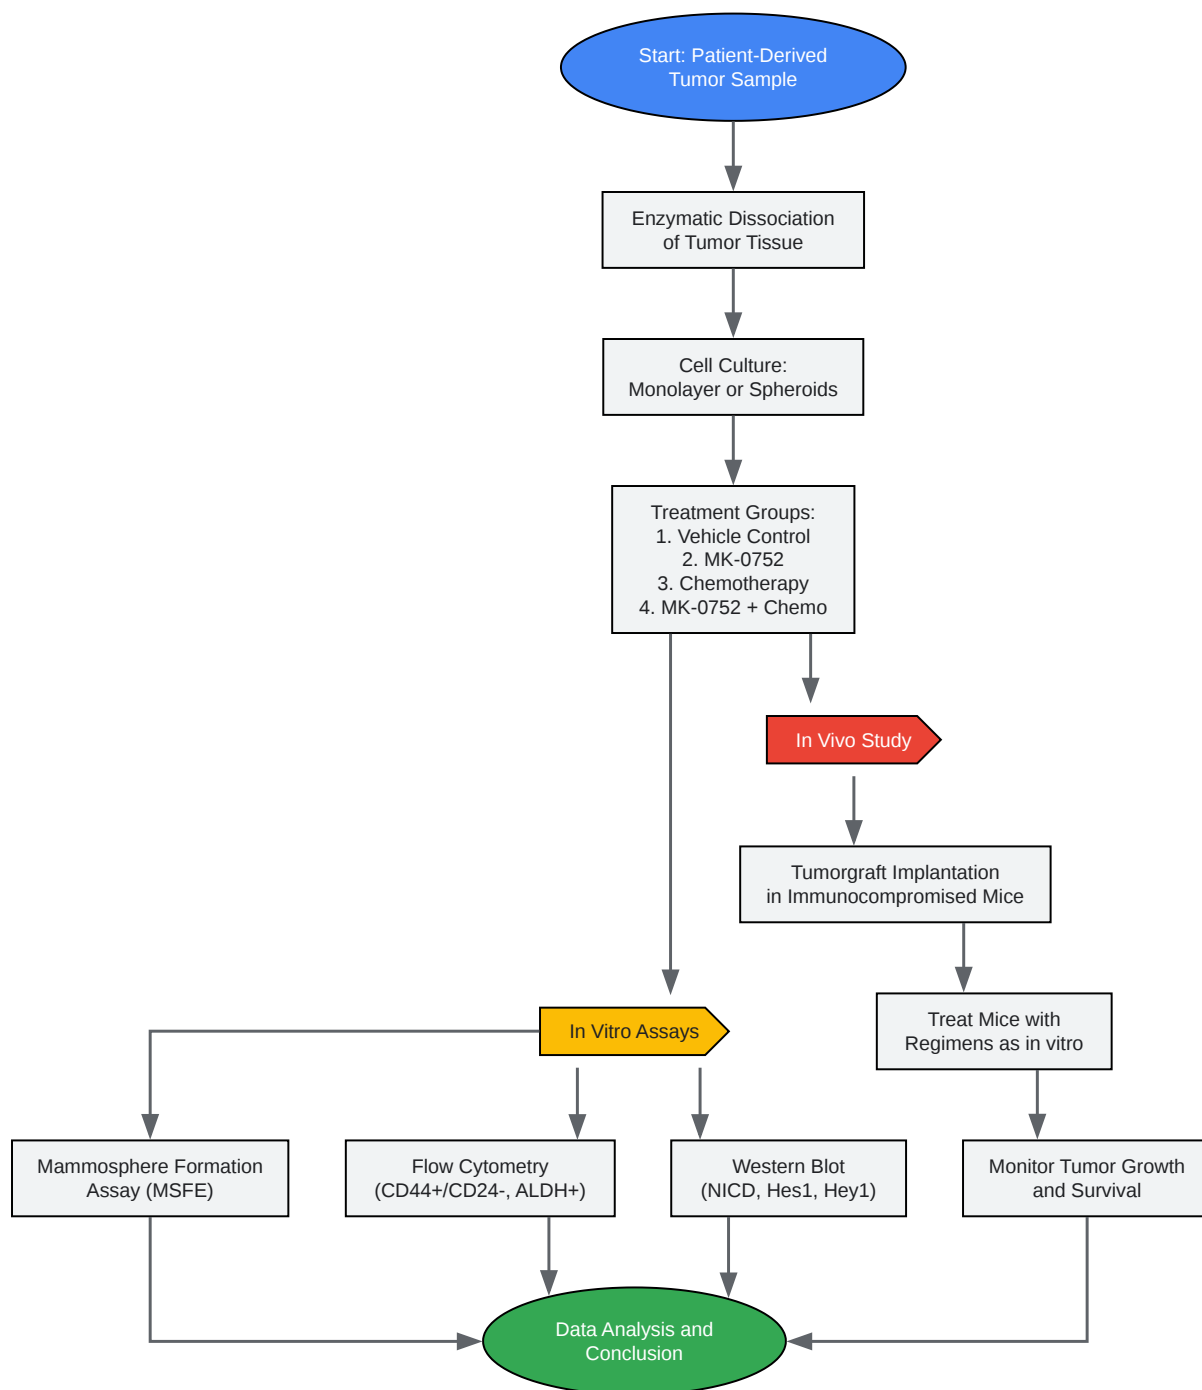 Start: Patient-Derived
Tumor Sample
Enzymatic Dissociation
of Tumor Tissue
Cell Culture:
Monolayer or Spheroids
Treatment Groups:
1. Vehicle Control
2. MK-0752
3. Chemotherapy
4. MK-0752 + Chemo
In Vivo Study
Tumorgraft Implantation
in Immunocompromised Mice
Treat Mice with
Regimens as in vitro
In Vitro Assays
Mammosphere Formation
Assay (MSFE)
Flow Cytometry
(CD44+/CD24-, ALDH+)
Western Blot
(NICD, Hes1, Hey1)
Monitor Tumor Growth
and Survival
Data Analysis and
Conclusion